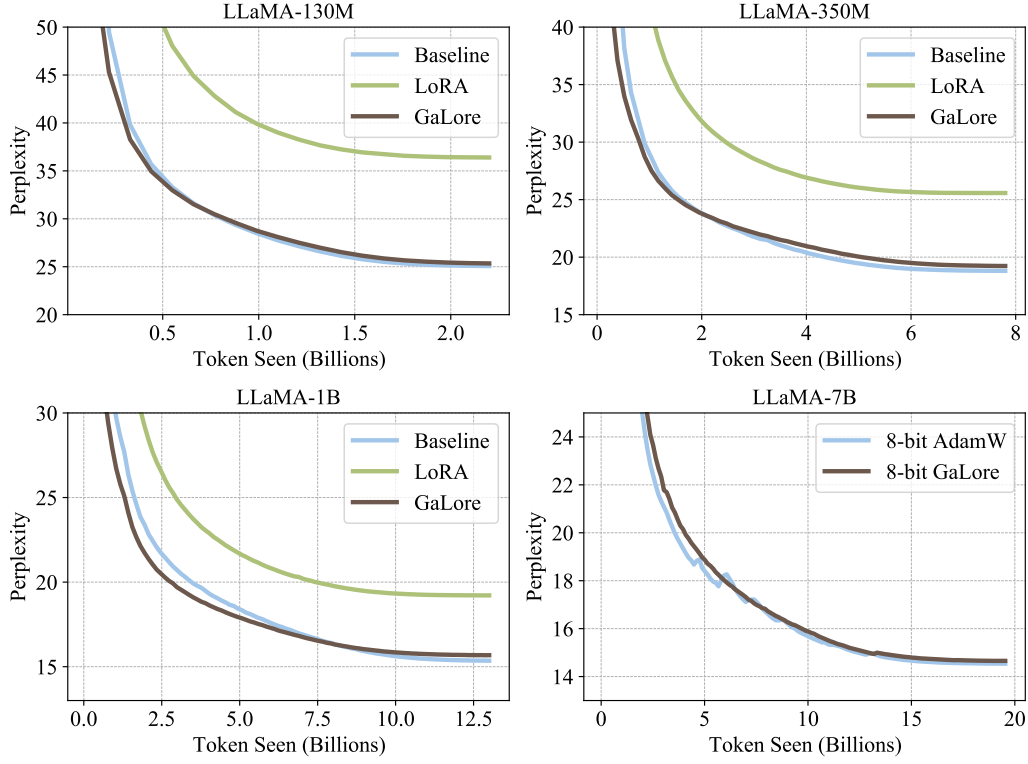 LLaMA-130M
50
45
40
35
30
25
20
Perplexity
Baseline
LoRA
GaLore
0.5
1.0
1.5
2.0
Token Seen (Billions)
LLaMA-350M
40
35
30
25
20
15
Perplexity
Baseline
LoRA
GaLore
0
2
4
6
8
Token Seen (Billions)
LLaMA-1B
30
25
20
15
Perplexity
Baseline
LoRA
GaLore
0.0
2.5
5.0
7.5
10.0
12.5
Token Seen (Billions)
LLaMA-7B
24
22
20
18
16
14
Perplexity
8-bit AdamW
8-bit GaLore
0
5
10
15
20
Token Seen (Billions)